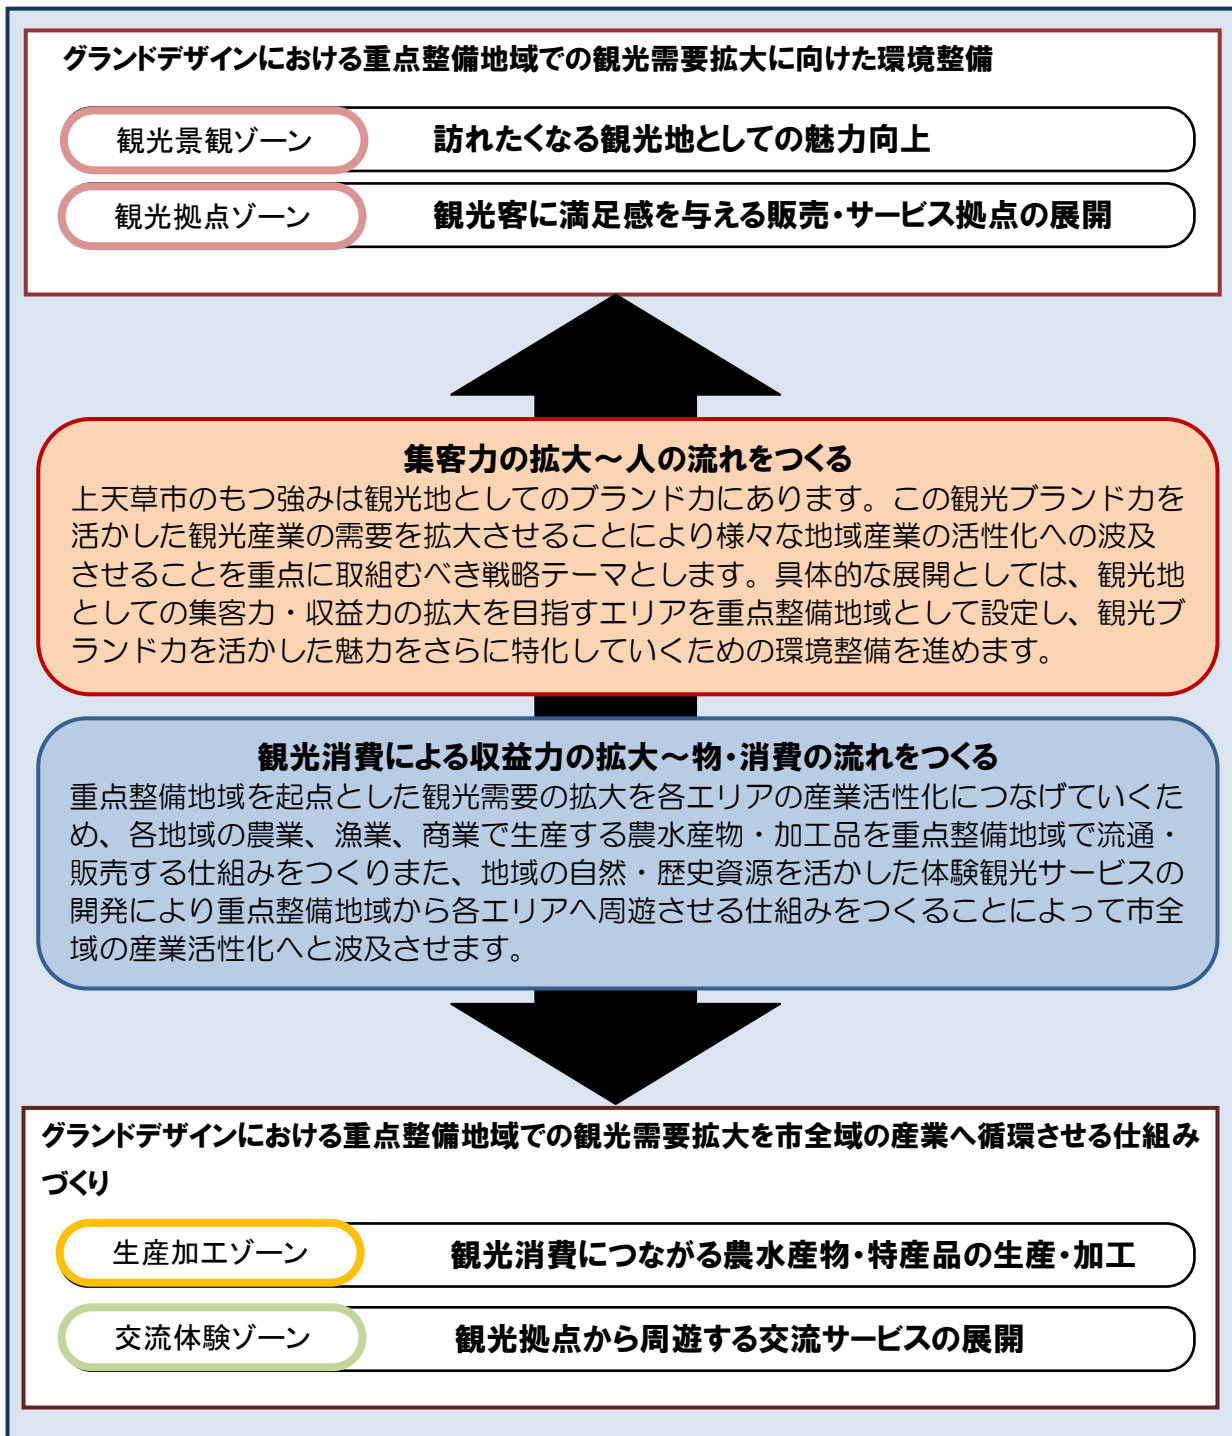 グランドデザインにおける重点整備地域での観光需要拡大に向けた環境整備
観光景観ゾーン 訪れたくなる観光地としての魅力向上
観光拠点ゾーン 観光客に満足感を与える販売・サービス拠点の展開
集客力の拡大～人の流れをつくる
上天草市のもつ強みは観光地としてのブランド力にあります。この観光ブランド力を
活かした観光産業の需要を拡大させることにより様々な地域産業の活性化への波及
させることを重点に取組むべき戦略テーマとします。具体的な展開としては、観光地
としての集客力・収益力の拡大を目指すエリアを重点整備地域として設定し、観光ブ
ランド力を活かした魅力をさらに特化していくための環境整備を進めます。
観光消費による収益力の拡大～物・消費の流れをつくる
重点整備地域を起点とした観光需要の拡大を各エリアの産業活性化につなげていくた
め、各地域の農業、漁業、商業で生産する農水産物・加工品を重点整備地域で流通・
販売する仕組みをつくりまた、地域の自然・歴史資源を活かした体験観光サービスの
開発により重点整備地域から各エリアへ周遊させる仕組みをつくることによって市全
域の産業活性化へと波及させます。
グランドデザインにおける重点整備地域での観光需要拡大を市全域の産業へ循環させる仕組み
づくり
生産加工ゾーン 観光消費につながる農水産物・特産品の生産・加工
交流体験ゾーン 観光拠点から周遊する交流サービスの展開